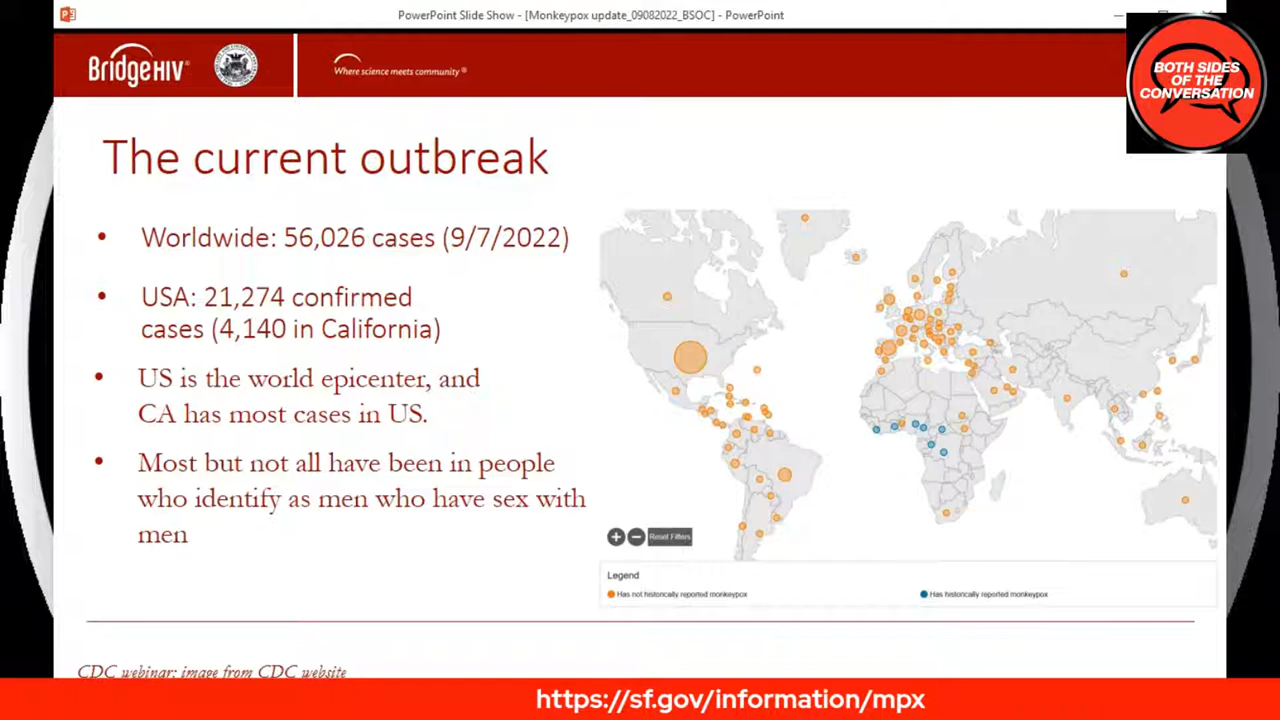 PowerPoint Slide Show - [Monkeypox update_09082022_BSOC] - PowerPoint
BridgeHIV®
Where science meets community®
BOTH SIDES
OF THE
CONVERSATION
The current outbreak
• Worldwide: 56,026 cases (9/7/2022)
• USA: 21,274 confirmed
cases (4,140 in California)
• US is the world epicenter, and
CA has most cases in US.
• Most but not all have been in people
who identify as men who have sex with
men
Reset Filters
Legend
Has not historically reported monkeypox
Has historically reported monkeypox
CDC webinar; image from CDC website
https://sf.gov/information/mpx